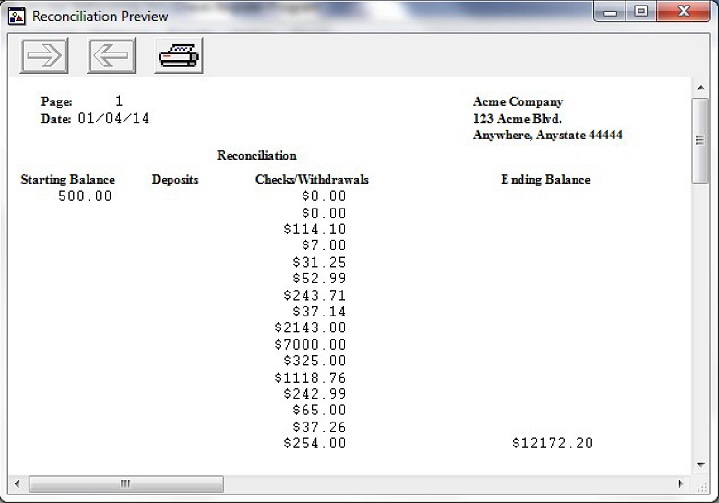 Reconciliation Preview
Page: 1
Date: 01/04/14
Acme Company
123 Acme Blvd.
Anywhere, Anystate 44444
Reconciliation
Starting Balance Deposits Checks/Withdrawals Ending Balance
500.00 $0.00
$0.00
$114.10
$7.00
$31.25
$52.99
$243.71
$37.14
$2143.00
$7000.00
$325.00
$1118.76
$242.99
$65.00
$37.26
$254.00 $12172.20